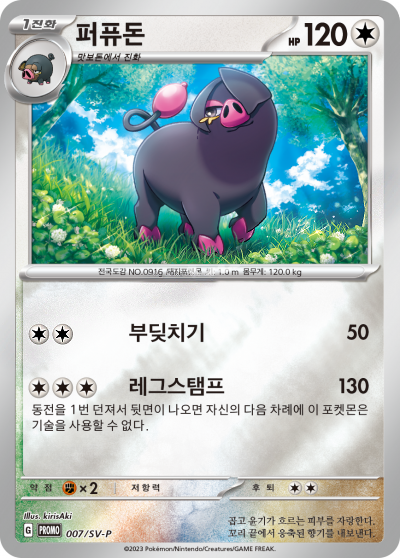 1진화
퍼퓨돈
HP 120
맛보돈에서 진화
전국도감 NO.0916 키: 1.0 m 몸무게: 120.0 kg
부딪치기 50
레그스탬프 130
동전을 1번 던져서 뒷면이 나오면 자신의 다음 차례에 이 포켓몬은
기술을 사용할 수 없다.
약점 ×2 저항력 후퇴
Illus. kirisAki
G PROMO 007/SV-P
곱고 윤기가 흐르는 피부를 자랑한다.
꼬리 끝에서 응축된 향기를 내보낸다.
©2023 Pokémon/Nintendo/Creatures/GAME FREAK.